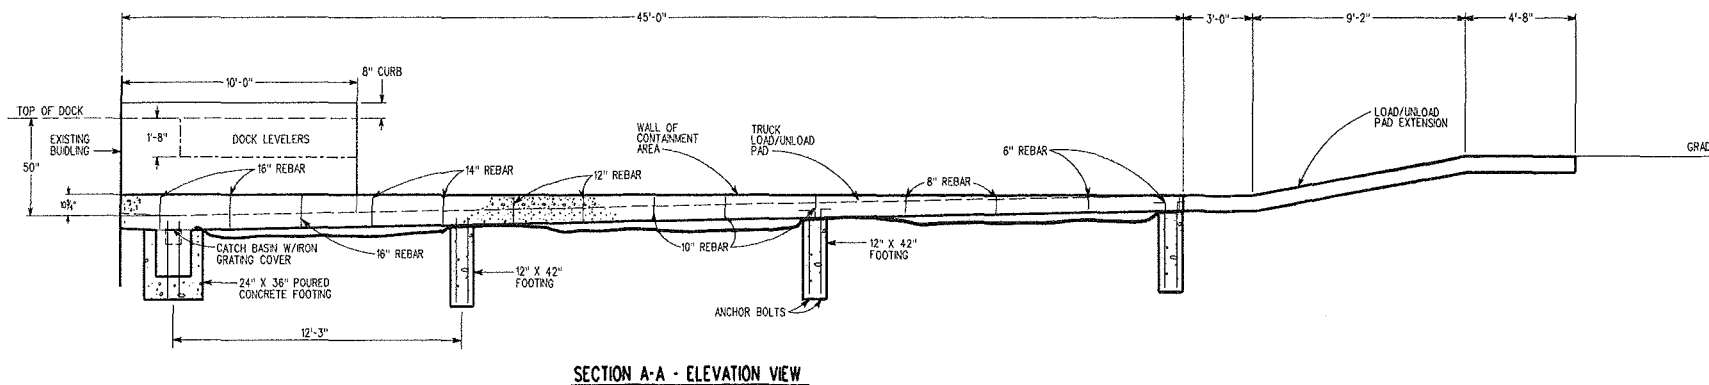 45'-0"
3'-0"
9'-2"
4'-8"
10'-0"
8" CURB
TOP OF DOCK
EXISTING
BUIDLING
1'-8"
DOCK LEVELERS
50"
16" REBAR
14" REBAR
12" REBAR
WALL OF
CONTAINMENT
AREA
TRUCK
LOAD/UNLOAD
PAD
8" REBAR
6" REBAR
LOAD/UNLOAD
PAD EXTENSION
GRAD
10¾"
CATCH BASIN W/IRON
GRATING COVER
16" REBAR
10" REBAR
12" X 42"
FOOTING
12" X 42"
FOOTING
24" X 36" POURED
CONCRETE FOOTING
ANCHOR BOLTS
12'-3"
SECTION A-A - ELEVATION VIEW